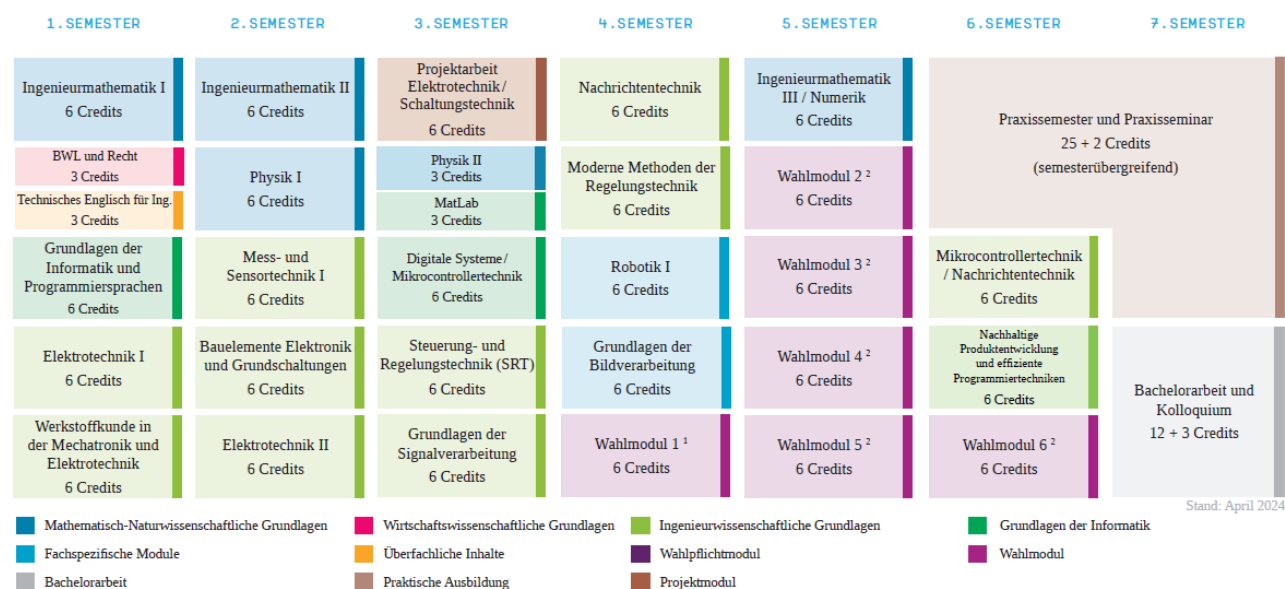 1.SEMESTER
2.SEMESTER
3.SEMESTER
4.SEMESTER
5.SEMESTER
6.SEMESTER
7.SEMESTER
Ingenieurmathematik I
6 Credits
BWL und Recht
3 Credits
Technisches Englisch für Ing.
3 Credits
Grundlagen der
Informatik und
Programmiersprachen
6 Credits
Elektrotechnik I
6 Credits
Werkstoffkunde in
der Mechatronik und
Elektrotechnik
6 Credits
Ingenieurmathematik II
6 Credits
Physik I
6 Credits
Mess- und
Sensortechnik I
6 Credits
Bauelemente Elektronik
und Grundschaltungen
6 Credits
Elektrotechnik II
6 Credits
Projektarbeit
Elektrotechnik/
Schaltungstechnik
6 Credits
Physik II
3 Credits
MatLab
3 Credits
Digitale Systeme/
Mikrocontrollertechnik
6 Credits
Steuerung- und
Regelungstechnik (SRT)
6 Credits
Grundlagen der
Signalverarbeitung
6 Credits
Nachrichtentechnik
6 Credits
Moderne Methoden der
Regelungstechnik
6 Credits
Robotik I
6 Credits
Grundlagen der
Bildverarbeitung
6 Credits
Wahlmodul 1 ¹
6 Credits
Ingenieurmathematik
III / Numerik
6 Credits
Wahlmodul 2 ²
6 Credits
Wahlmodul 3 ²
6 Credits
Wahlmodul 4 ²
6 Credits
Wahlmodul 5 ²
6 Credits
Praxissemester und Praxisseminar
25 + 2 Credits
(semesterübergreifend)
Mikrocontrollertechnik
/ Nachrichtentechnik
6 Credits
Nachhaltige
Produktentwicklung
und effiziente
Programmiertechniken
6 Credits
Wahlmodul 6 ²
6 Credits
Bachelorarbeit und
Kolloquium
12 + 3 Credits
Stand: April 2024
Mathematisch-Naturwissenschaftliche Grundlagen
Wirtschaftswissenschaftliche Grundlagen
Ingenieurwissenschaftliche Grundlagen
Grundlagen der Informatik
Fachspezifische Module
Überfachliche Inhalte
Wahlpflichtmodul
Wahlmodul
Bachelorarbeit
Praktische Ausbildung
Projektmodul